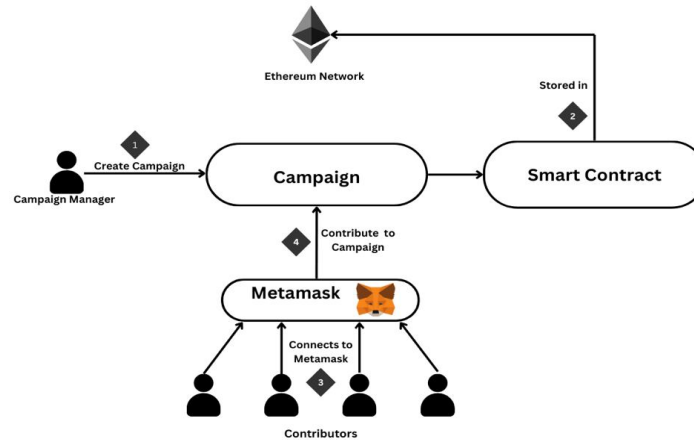 Ethereum Network
Stored in
2
1
Create Campaign
Campaign Manager
Campaign
Smart Contract
4
Contribute to
Campaign
Metamask
Connects to
Metamask
3
Contributors